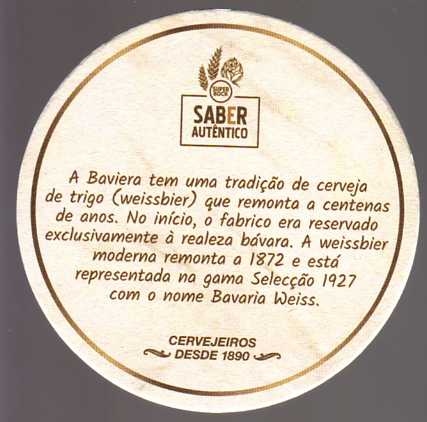 SUPER
BOCK
SABER
AUTÊNTICO
A Baviera tem uma tradição de cerveja
de trigo (weissbier) que remonta a centenas
de anos. No início, o fabrico era reservado
exclusivamente à realeza bávara. A weissbier
moderna remonta a 1872 e está
representada na gama Selecção 1927
com o nome Bavaria Weiss.
CERVEJEIROS
DESDE 1890